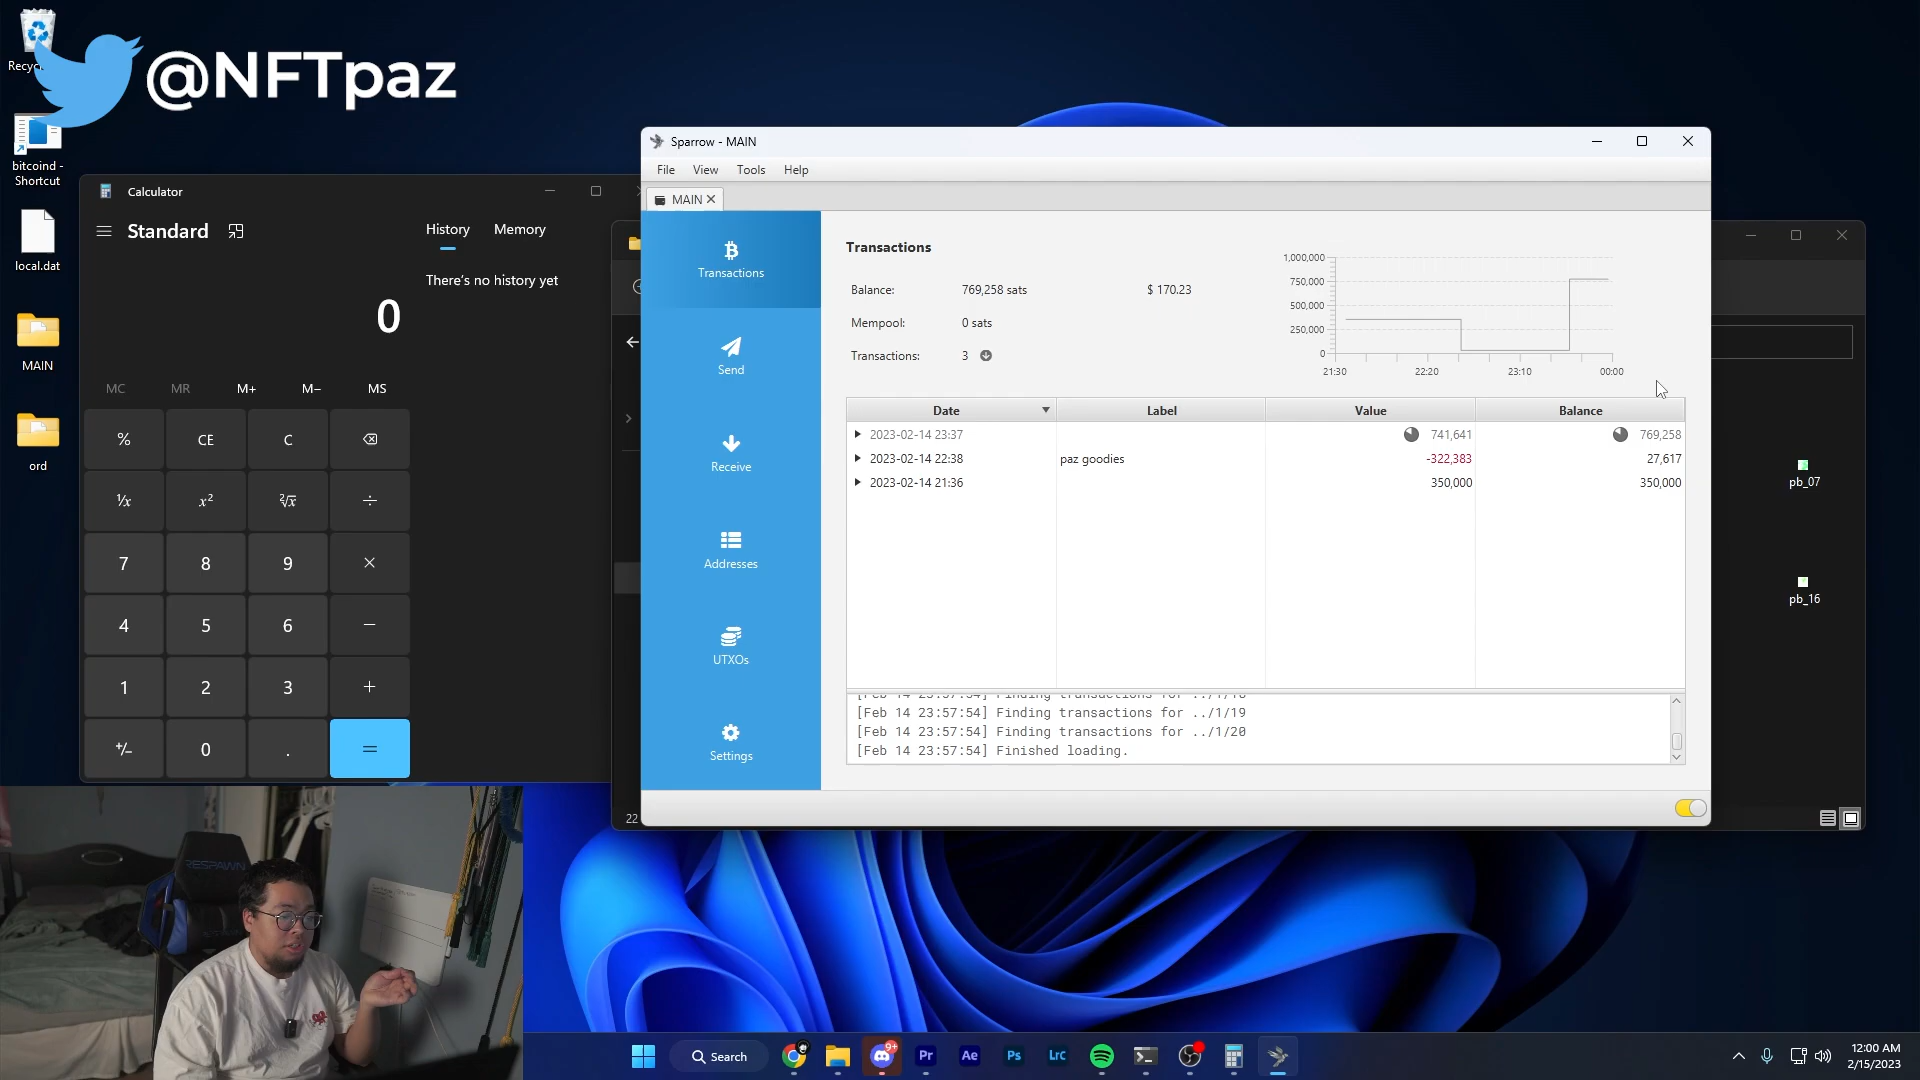 @NFTpaz
bitcoind -
Shortcut
local.dat
MAIN
ord
Calculator
Standard
History
Memory
There's no history yet
0
MC
MR
M+
M−
MS
%
CE
C
¹⁄x
x²
²√x
÷
7
8
9
×
4
5
6
−
1
2
3
+
+/−
0
.
=
Sparrow - MAIN
File
View
Tools
Help
MAIN
Transactions
Send
Receive
Addresses
UTXOs
Settings
Transactions
Balance:
769,258 sats
$ 170.23
Mempool:
0 sats
Transactions:
3
1,000,000
750,000
500,000
250,000
0
21:30
22:20
23:10
00:00
Date
Label
Value
Balance
2023-02-14 23:37
741,641
769,258
2023-02-14 22:38
paz goodies
-322,383
27,617
2023-02-14 21:36
350,000
350,000
[Feb 14 23:57:54] Finding transactions for ../1/19
[Feb 14 23:57:54] Finding transactions for ../1/20
[Feb 14 23:57:54] Finished loading.
22
pb_07
pb_16
RESPAWN
Search
9+
Pr
Ae
Ps
LrC
12:00 AM
2/15/2023